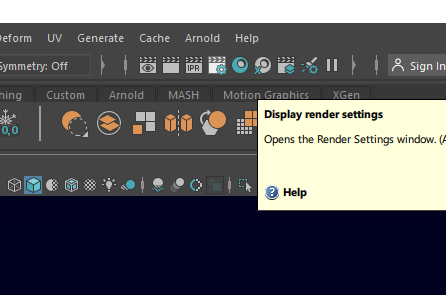 Deform UV Generate Cache Arnold Help
Symmetry: Off
IPR
Sign In
Custom Arnold MASH Motion Graphics XGen
0,0
Display render settings
Opens the Render Settings window. (A
Help